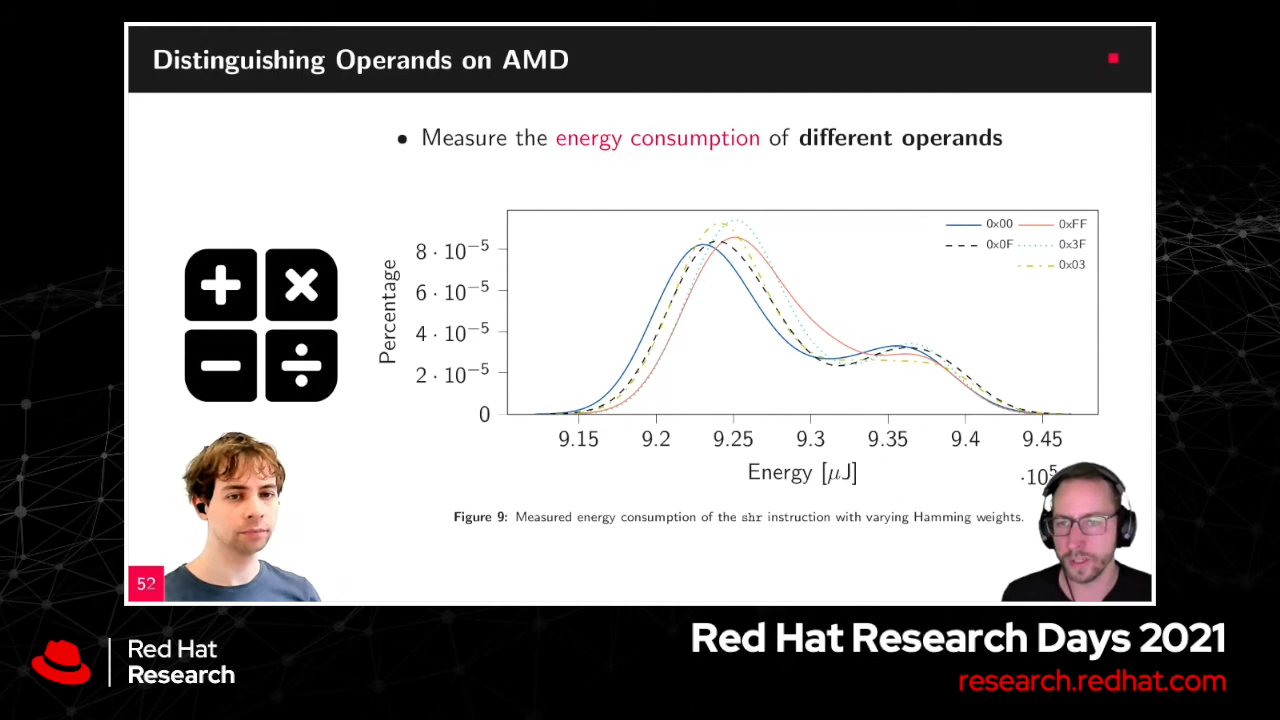 Distinguishing Operands on AMD
• Measure the energy consumption of different operands
Percentage
8 · 10⁻⁵
6 · 10⁻⁵
4 · 10⁻⁵
2 · 10⁻⁵
0
0x00
0xFF
0x0F
0x3F
0x03
9.15 9.2 9.25 9.3 9.35 9.4 9.45
Energy [μJ]
·10⁵
Figure 9: Measured energy consumption of the shr instruction with varying Hamming weights.
52
Red Hat
Research
Red Hat Research Days 2021
research.redhat.com